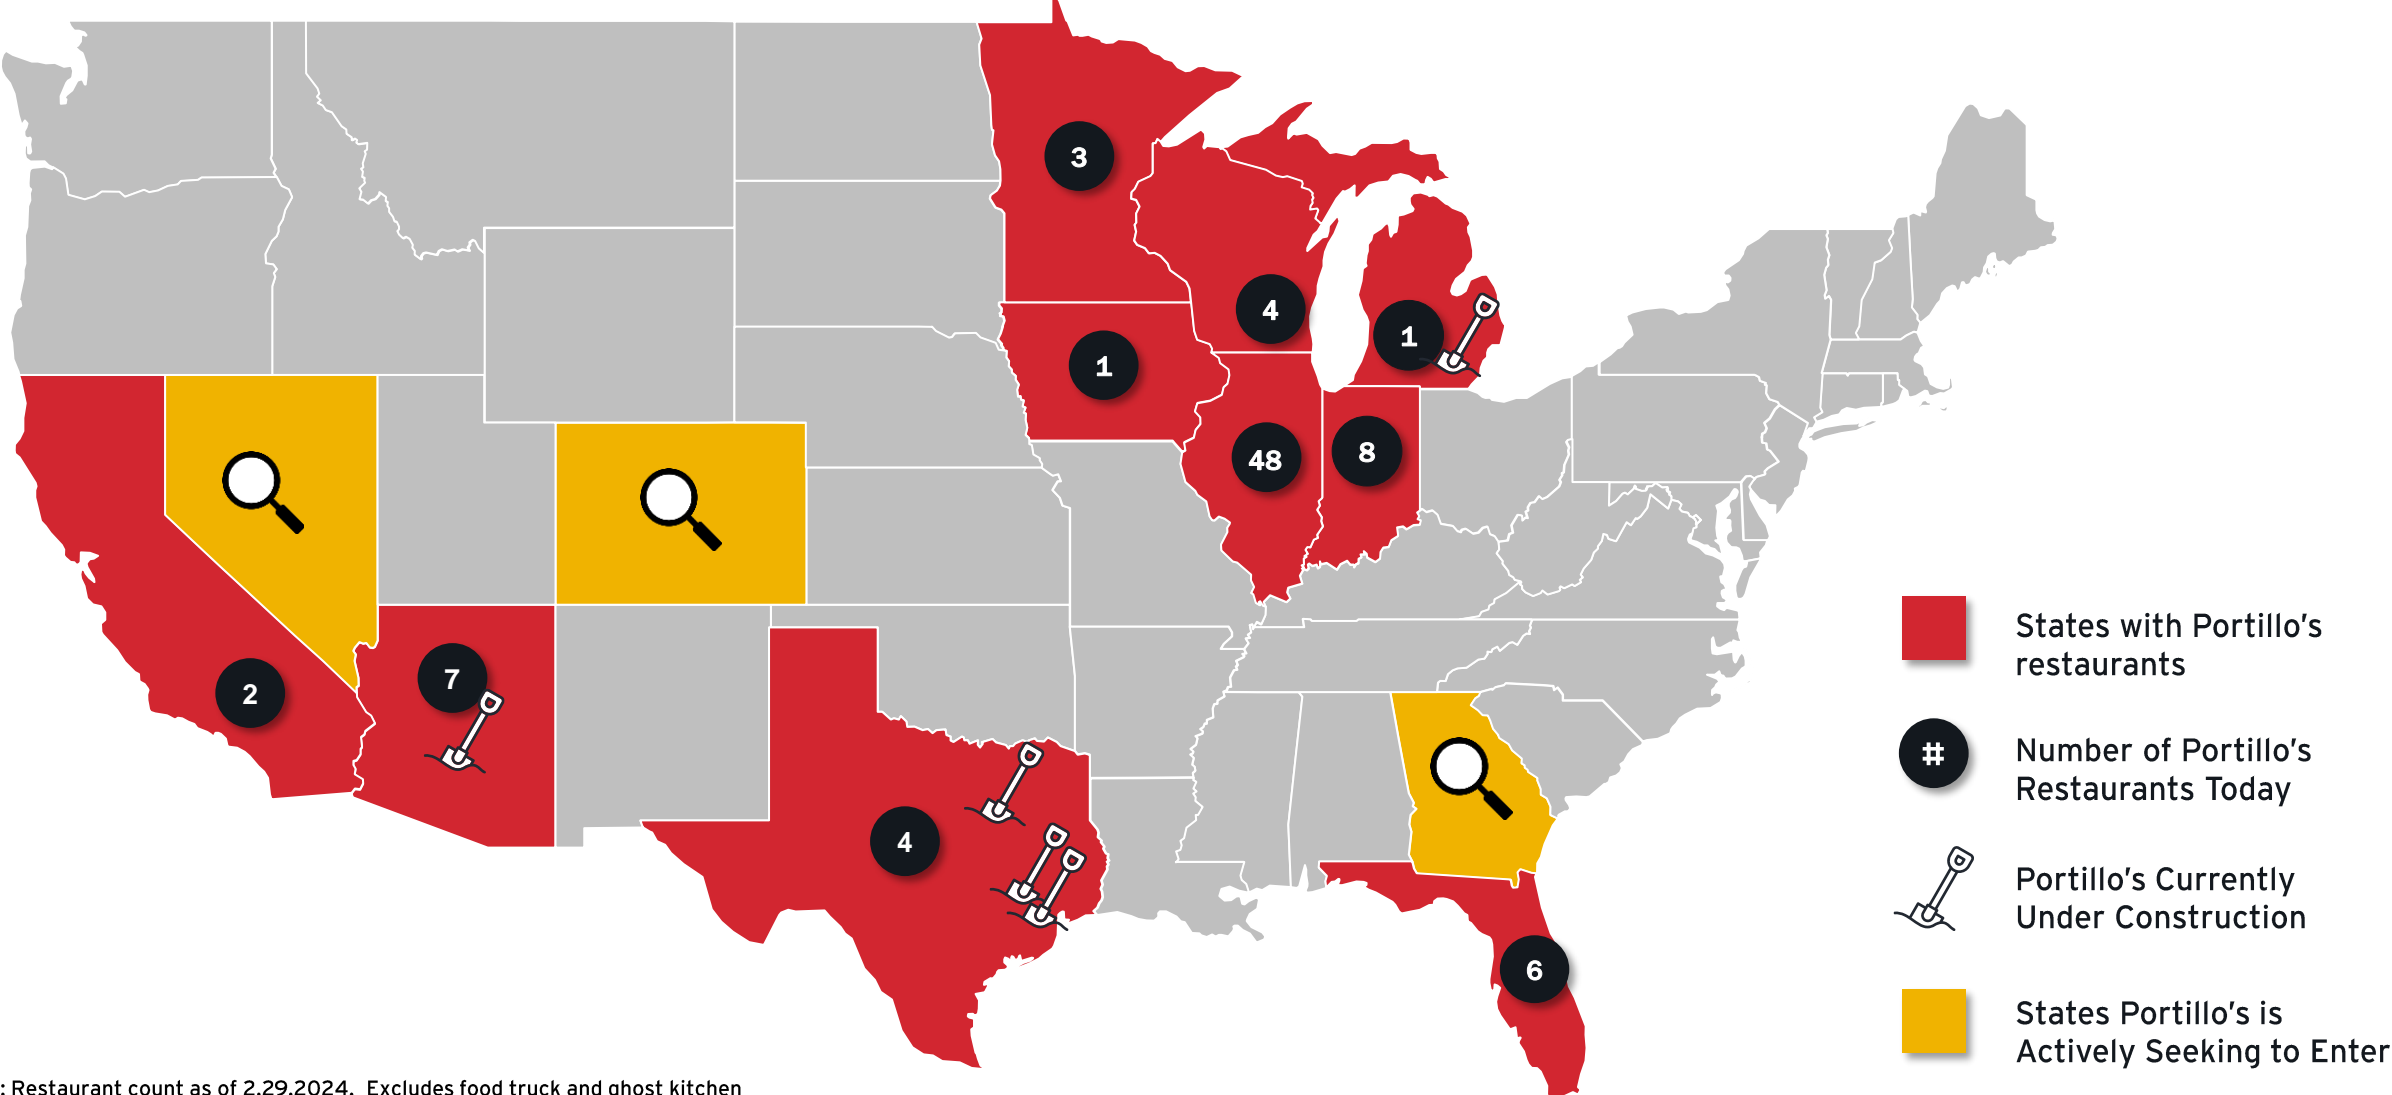 3
4
1
1
48
8
2
7
4
6
States with Portillo's
restaurants
#
Number of Portillo's
Restaurants Today
Portillo's Currently
Under Construction
States Portillo's is
Actively Seeking to Enter
: Restaurant count as of 2.29.2024. Excludes food truck and ghost kitchen